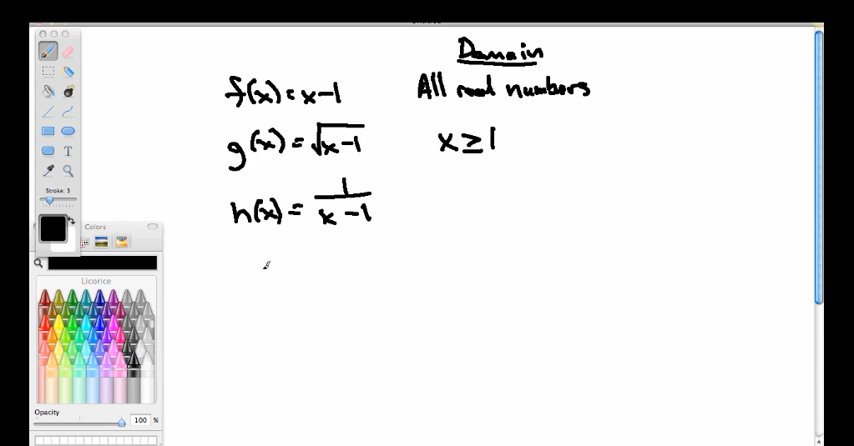 Domain
f(x) = x-1 All real numbers
g(x) = √x-1 x ≥ 1
h(x) = 1/x-1
Stroke: 3
Colors
Licorice
Opacity
100 %